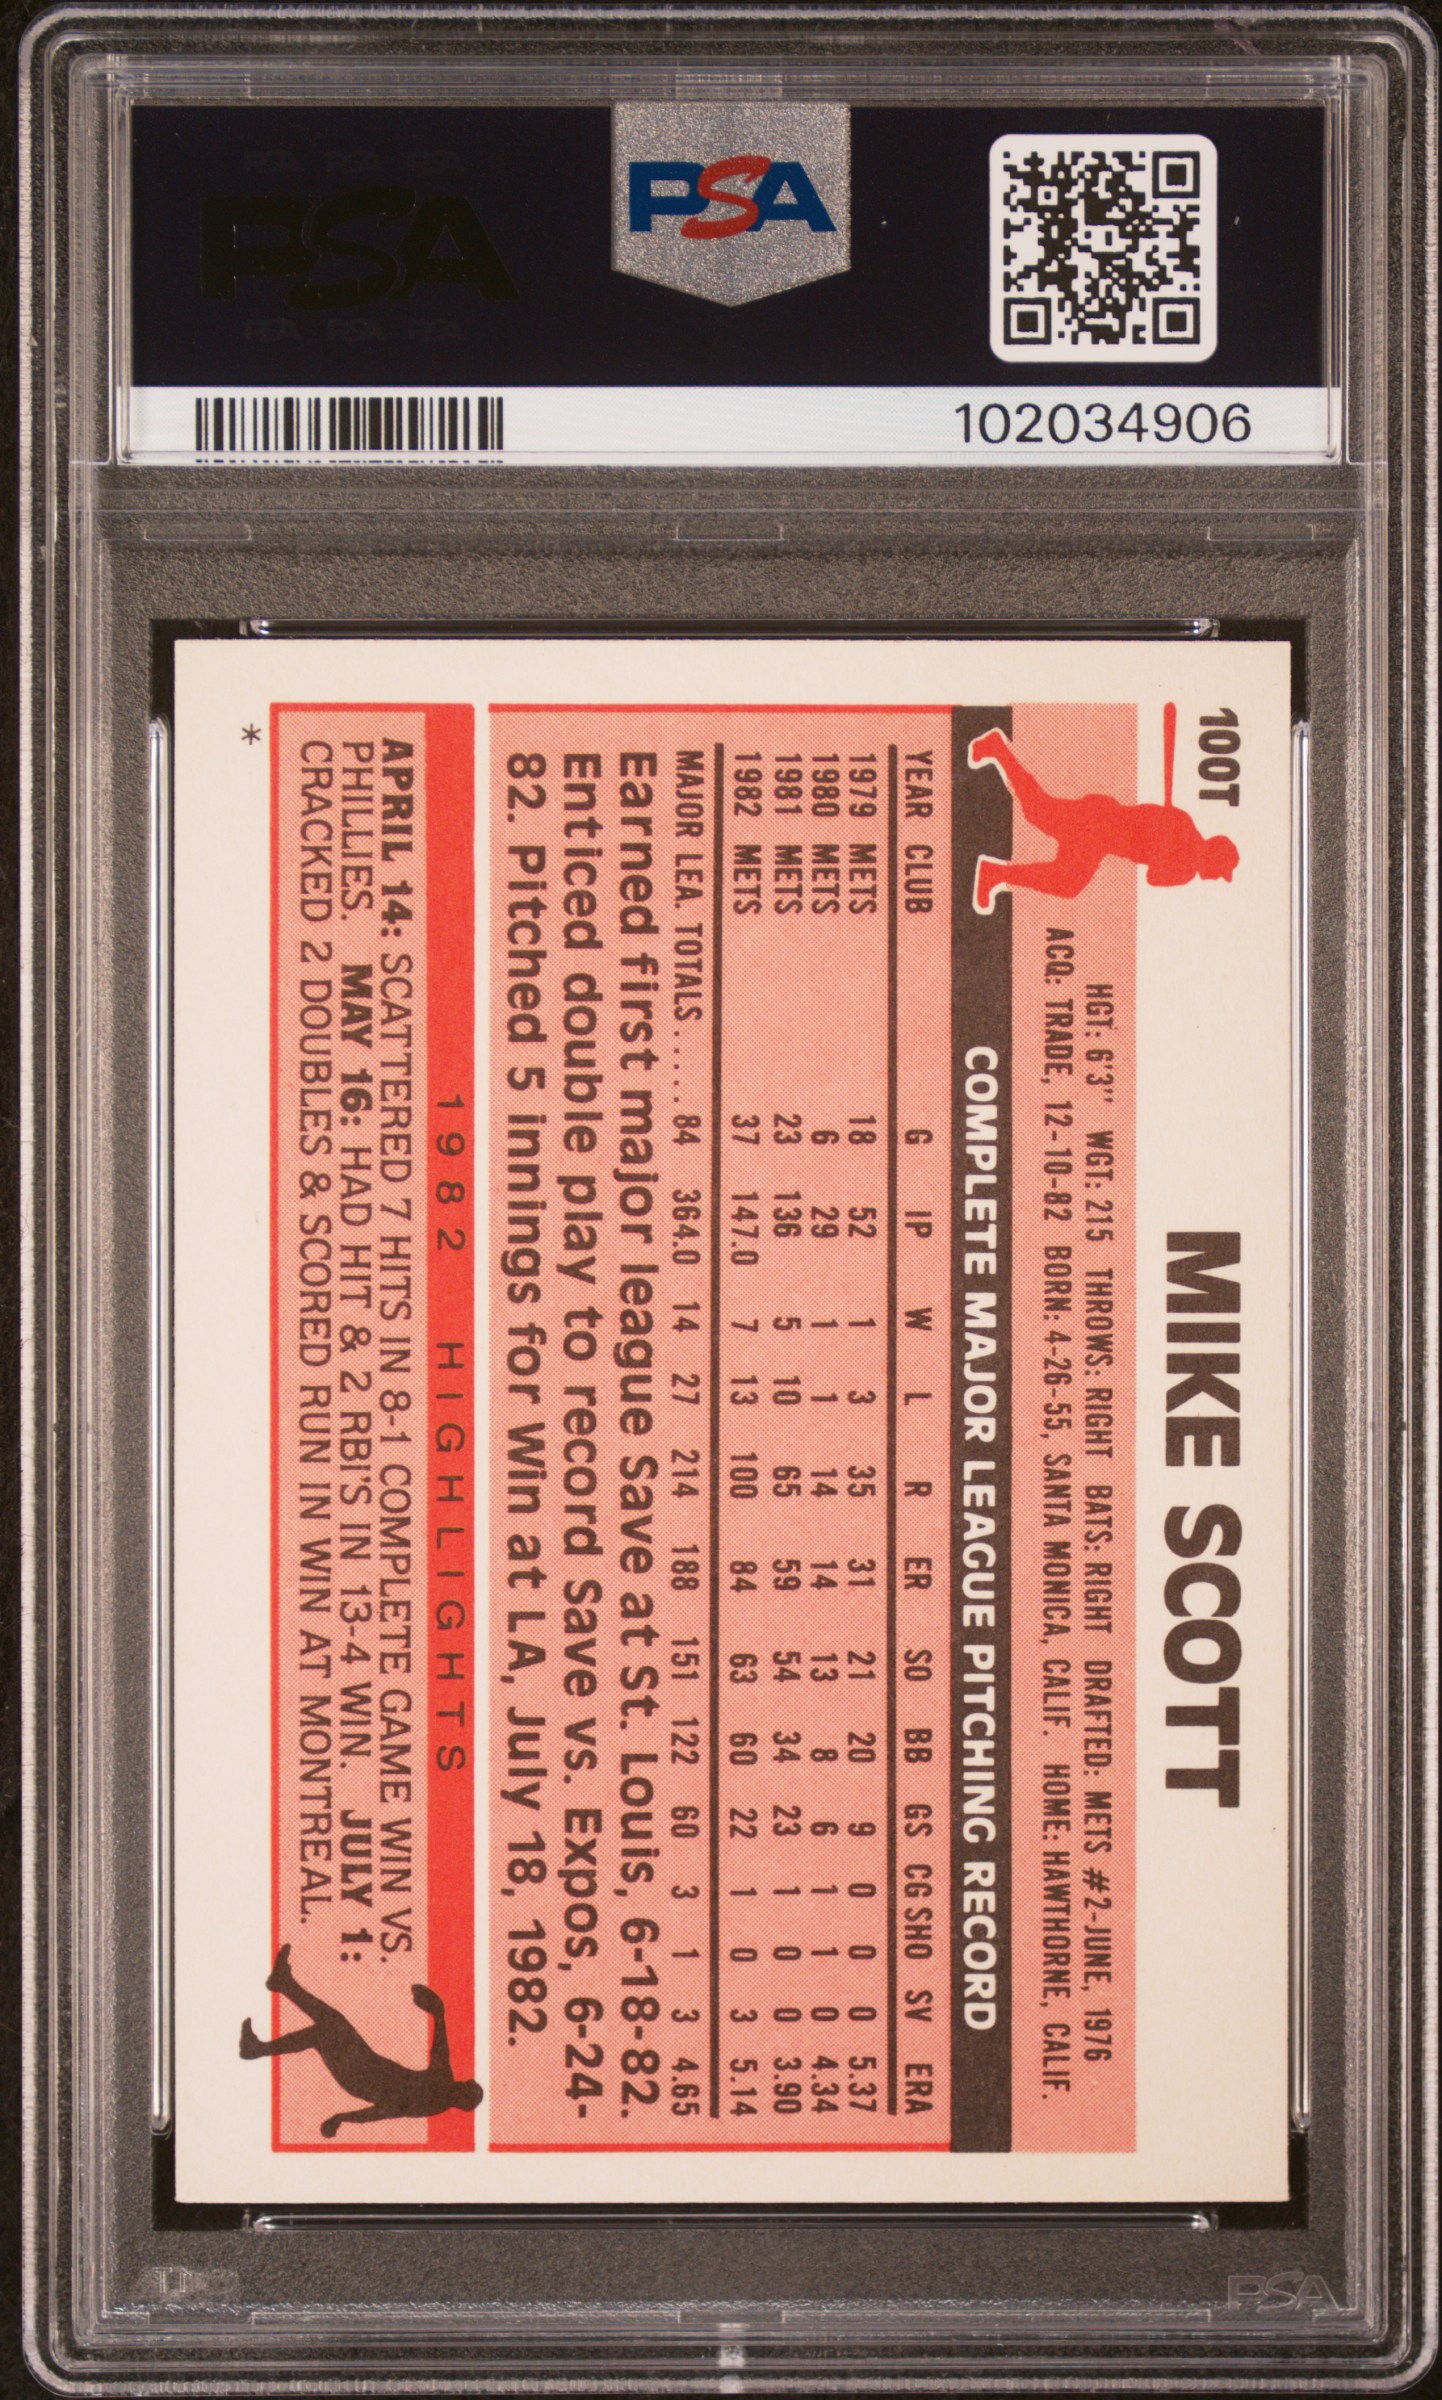 PSA PSA PSA
PSA
PSA PSA PSA
PSA
102034906
100T
MIKE SCOTT
HGT: 6'3" WGT: 215 THROWS: RIGHT BATS: RIGHT DRAFTED: METS #2-JUNE, 1976
ACQ: TRADE, 12-10-82 BORN: 4-26-55, SANTA MONICA, CALIF. HOME: HAWTHORNE, CALIF.
COMPLETE MAJOR LEAGUE PITCHING RECORD
YEAR CLUB G IP W L R ER SO BB GS CG SHO SV ERA
1979 METS 18 52 1 3 35 31 21 20 9 0 0 0 5.37
1980 METS 6 29 1 1 14 14 13 8 6 1 1 0 4.34
1981 METS 23 136 5 10 65 59 54 34 23 1 0 0 3.90
1982 METS 37 147.0 7 13 100 84 63 60 22 1 0 3 5.14
MAJOR LEA. TOTALS ..... 84 364.0 14 27 214 188 151 122 60 3 1 3 4.65
Earned first major league Save at St. Louis, 6-18-82.
Enticed double play to record Save vs. Expos, 6-24-
82. Pitched 5 innings for Win at LA, July 18, 1982.
1982 HIGHLIGHTS
APRIL 14: SCATTERED 7 HITS IN 8-1 COMPLETE GAME WIN VS.
PHILLIES. MAY 16: HAD HIT & 2 RBI'S IN 13-4 WIN. JULY 1:
CRACKED 2 DOUBLES & SCORED RUN IN WIN AT MONTREAL.
*
PSA